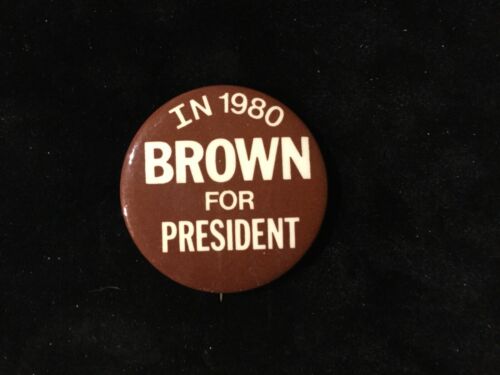 IN 1980
BROWN
FOR
PRESIDENT